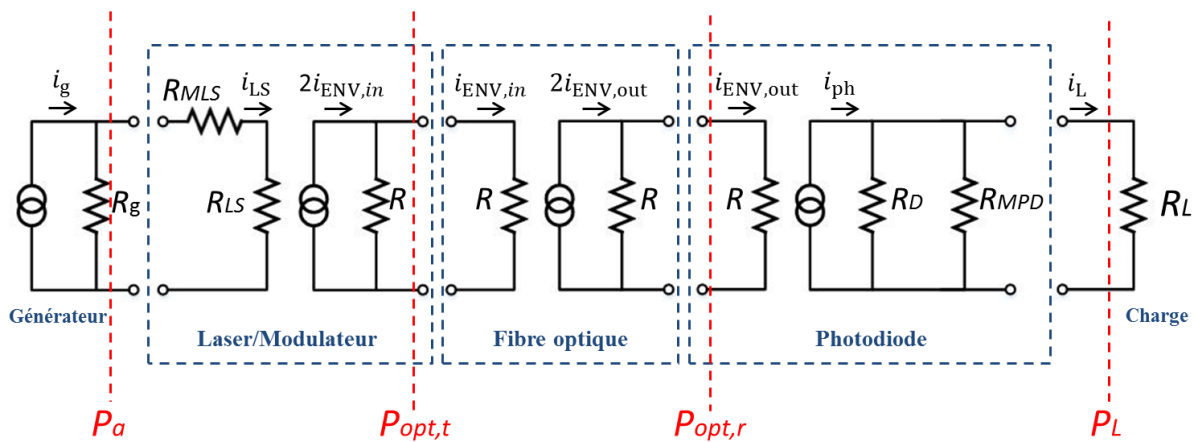 i_g
R_MLS
i_LS
2i_ENV,in
i_ENV,in
2i_ENV,out
i_ENV,out
i_ph
i_L
R_g
R_LS
R
R
R
R
R_D
R_MPD
R_L
Générateur
Laser/Modulateur
Fibre optique
Photodiode
Charge
P_a
P_opt,t
P_opt,r
P_L